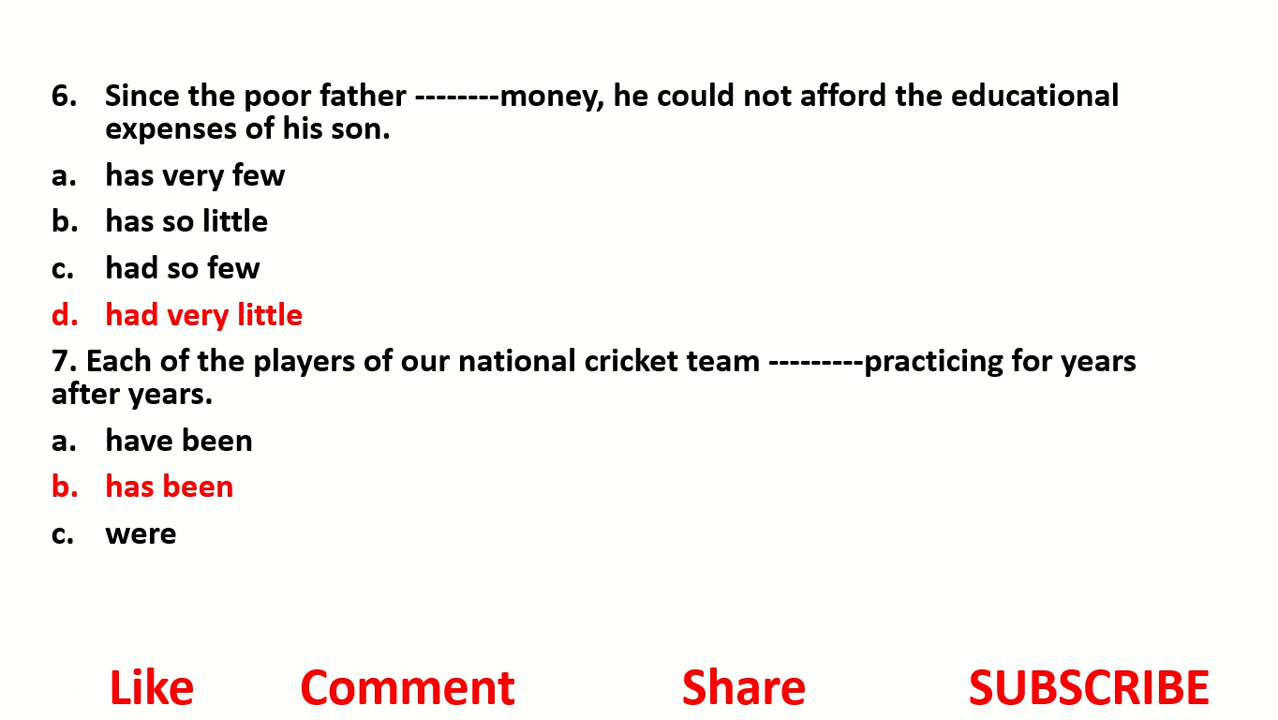 6. Since the poor father --------money, he could not afford the educational
expenses of his son.
a. has very few
b. has so little
c. had so few
d. had very little
7. Each of the players of our national cricket team ---------practicing for years
after years.
a. have been
b. has been
c. were
Like Comment Share SUBSCRIBE